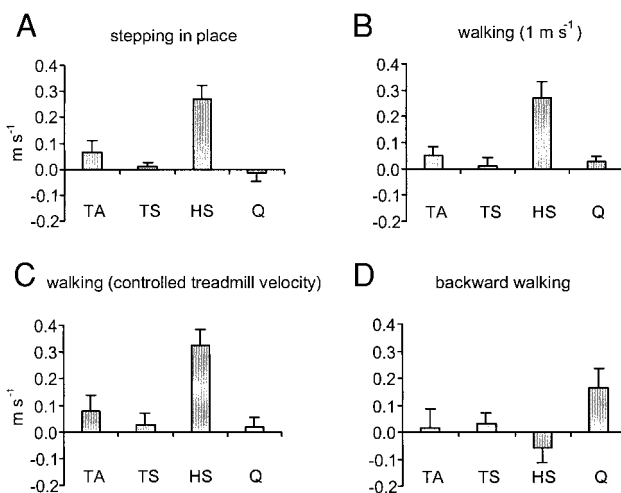 A
stepping in place
0.4
0.3
0.2
0.1
0.0
-0.1
-0.2
m s⁻¹
TA TS HS Q
B
walking (1 m s⁻¹)
0.4
0.3
0.2
0.1
0.0
-0.1
-0.2
TA TS HS Q
C
walking (controlled treadmill velocity)
0.4
0.3
0.2
0.1
0.0
-0.1
-0.2
m s⁻¹
TA TS HS Q
D
backward walking
0.4
0.3
0.2
0.1
0.0
-0.1
-0.2
TA TS HS Q